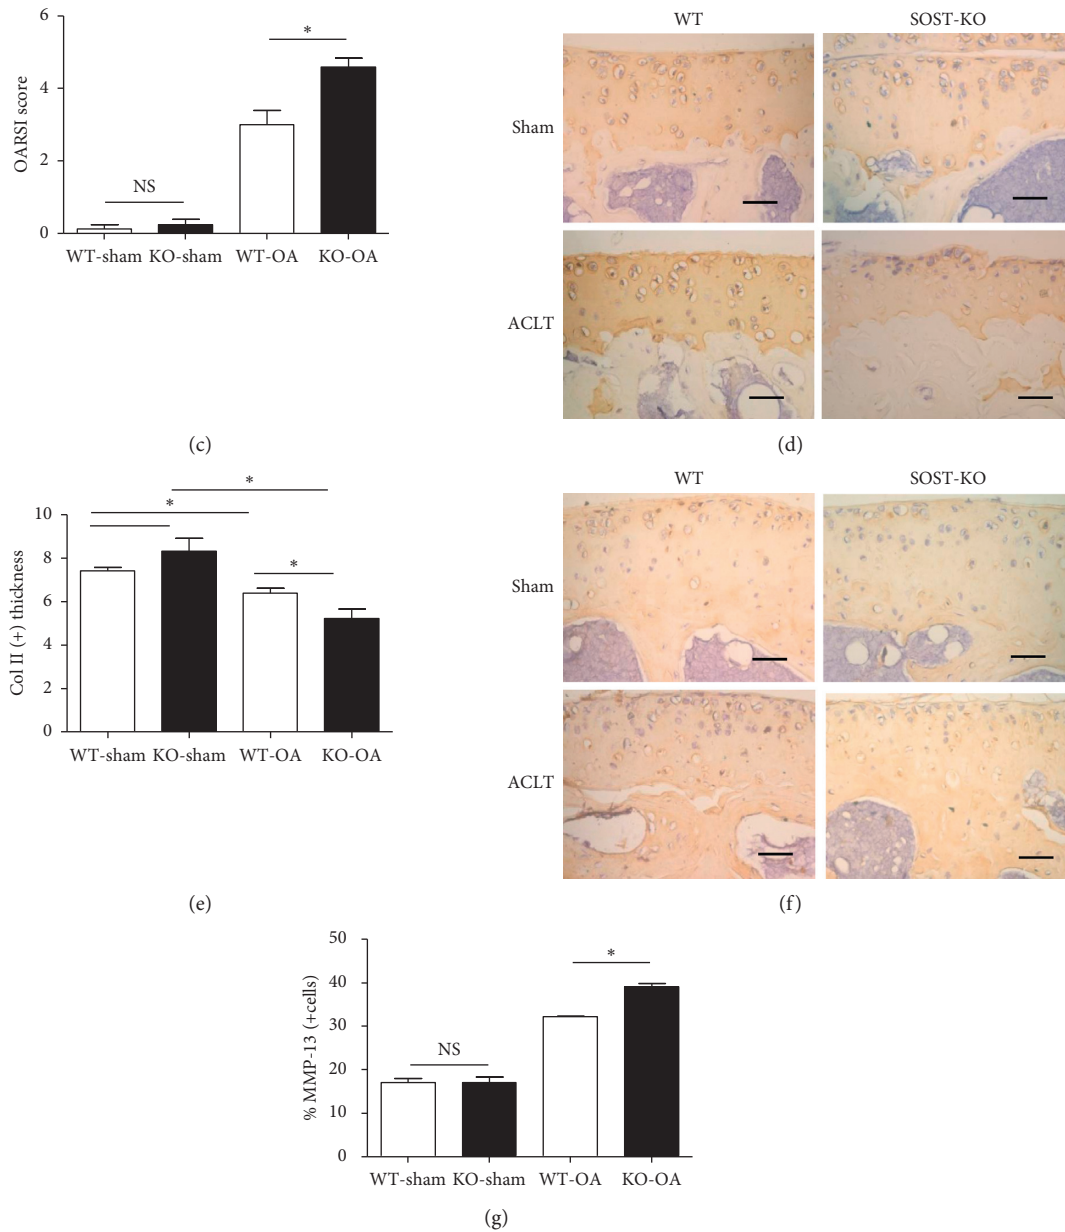 6
4
2
0
OARSI score
NS
*
WT-sham KO-sham WT-OA KO-OA
(c)
WT SOST-KO
Sham
ACLT
(d)
10
8
6
4
2
0
Col II (+) thickness
*
*
*
WT-sham KO-sham WT-OA KO-OA
(e)
WT SOST-KO
Sham
ACLT
(f)
50
40
30
20
10
0
% MMP-13 (+cells)
NS
*
WT-sham KO-sham WT-OA KO-OA
(g)